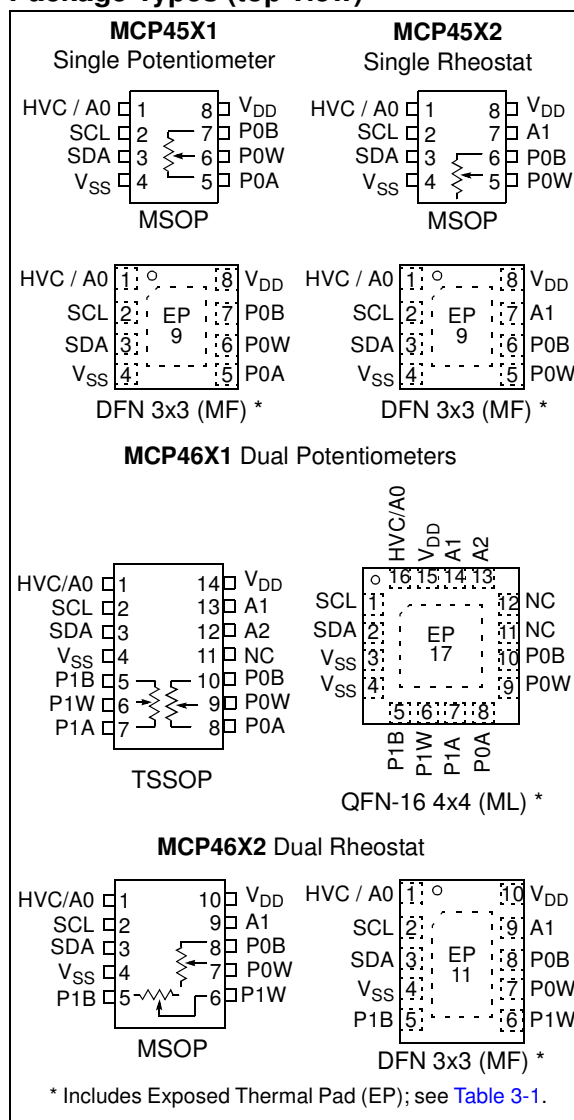 MCP45X1 MCP45X2
Single Potentiometer Single Rheostat
HVC / A0 1 8 VDD HVC / A0 1 8 VDD
SCL 2 7 P0B SCL 2 7 A1
SDA 3 6 P0W SDA 3 6 P0B
VSS 4 5 P0A VSS 4 5 P0W
MSOP MSOP
HVC / A0 1 8 VDD HVC / A0 1 8 VDD
SCL 2 EP 7 P0B SCL 2 EP 7 A1
SDA 3 9 6 P0W SDA 3 9 6 P0B
VSS 4 5 P0A VSS 4 5 P0W
DFN 3x3 (MF) * DFN 3x3 (MF) *
MCP46X1 Dual Potentiometers
HVC/A0 VDD A1 A2
16 15 14 13
HVC/A0 1 14 VDD SCL 1 12 NC
SCL 2 13 A1 SDA 2 EP 11 NC
SDA 3 12 A2 VSS 3 17 10 P0B
VSS 4 11 NC VSS 4 9 P0W
P1B 5 10 P0B 5 6 7 8
P1W 6 9 P0W P1B P1W P1A P0A
P1A 7 8 P0A
TSSOP QFN-16 4x4 (ML) *
MCP46X2 Dual Rheostat
HVC/A0 1 10 VDD HVC / A0 1 10 VDD
SCL 2 9 A1 SCL 2 9 A1
SDA 3 8 P0B SDA 3 EP 8 P0B
VSS 4 7 P0W VSS 4 11 7 P0W
P1B 5 6 P1W P1B 5 6 P1W
MSOP DFN 3x3 (MF) *
* Includes Exposed Thermal Pad (EP); see Table 3-1.